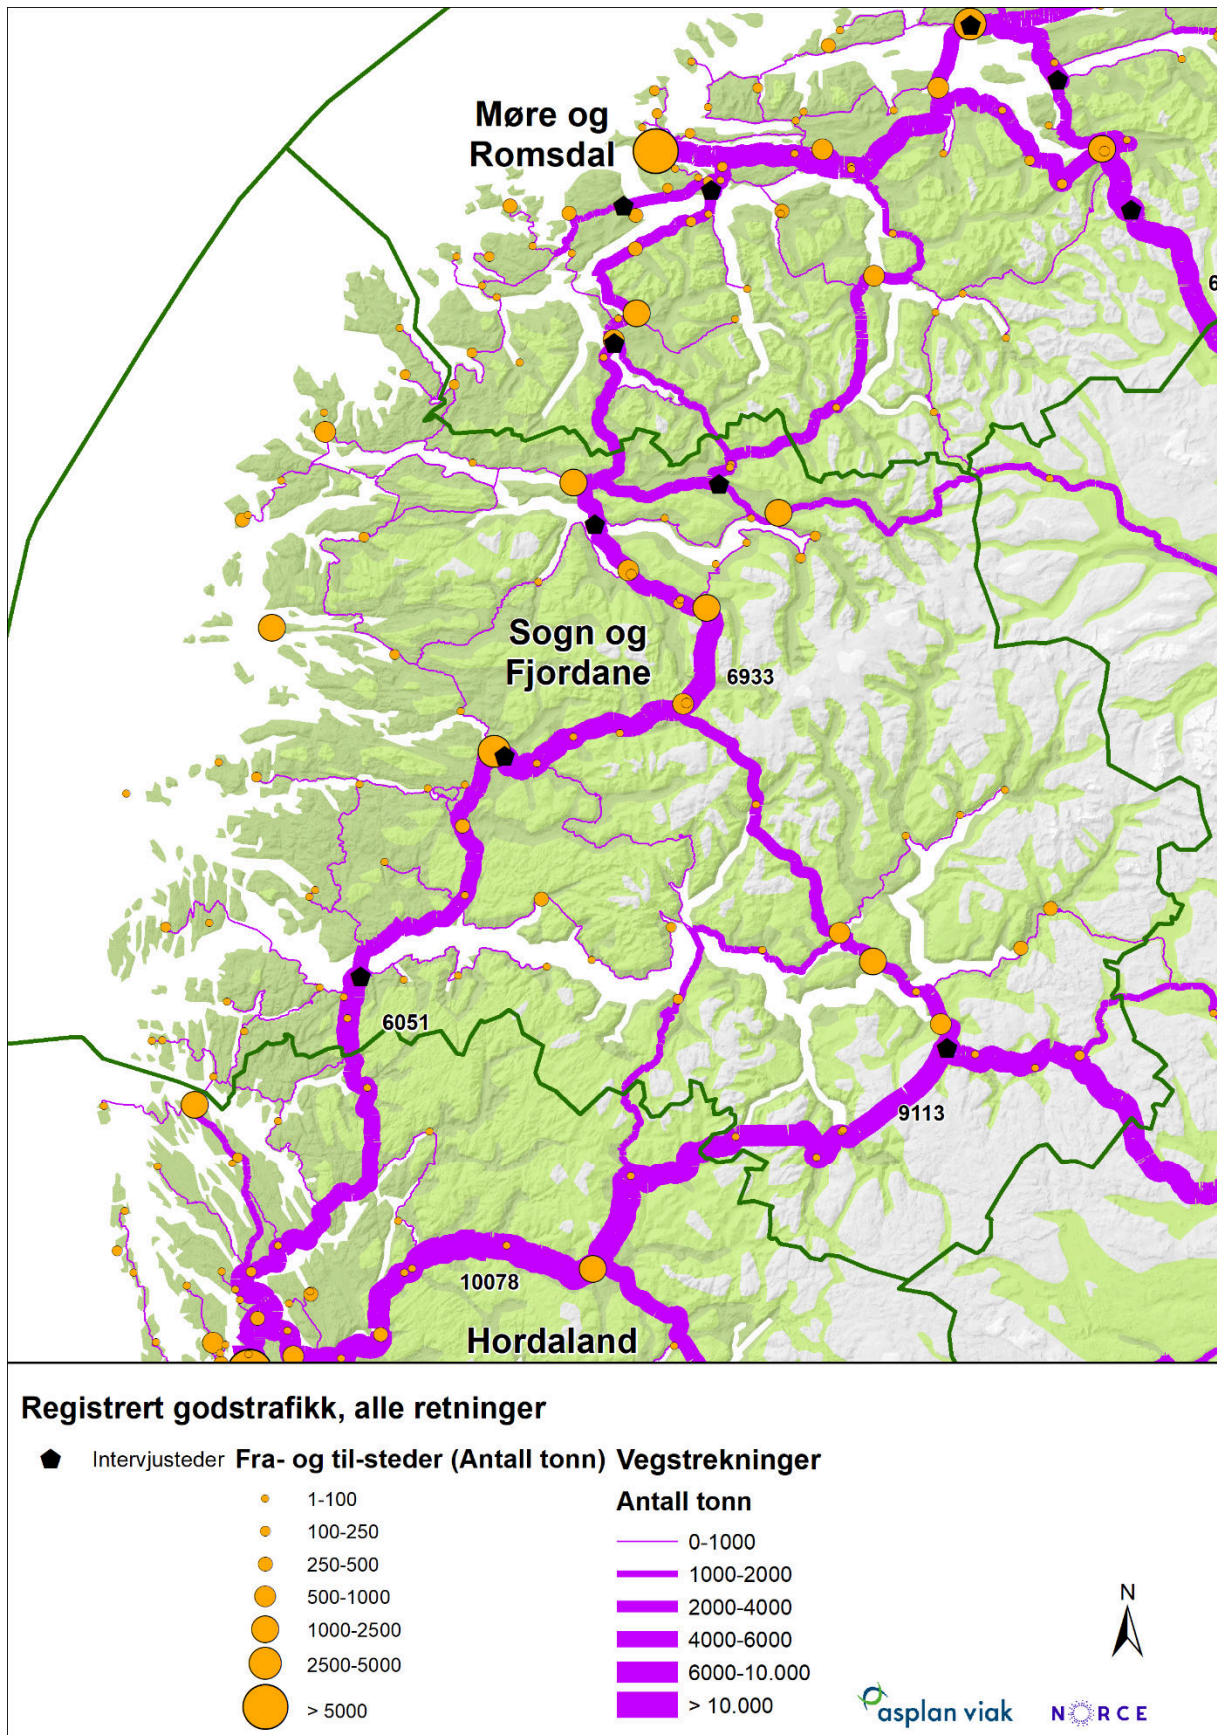 Møre og
Romsdal
6
Sogn og
Fjordane
6933
6051
9113
10078
Hordaland
Registrert godstrafikk, alle retninger
Intervjusteder
Fra- og til-steder (Antall tonn)
1-100
100-250
250-500
500-1000
1000-2500
2500-5000
> 5000
Vegstrekninger
Antall tonn
0-1000
1000-2000
2000-4000
4000-6000
6000-10.000
> 10.000
N
asplan viak
NORCE